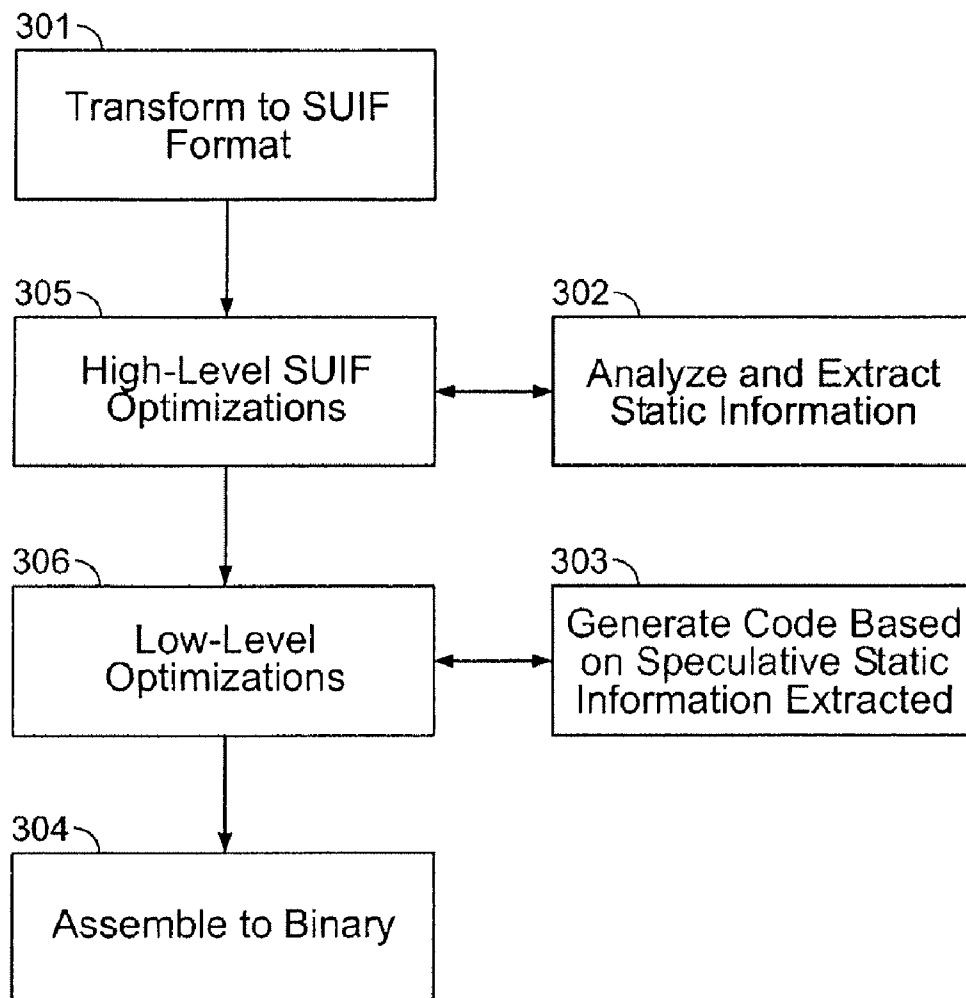 301
Transform to SUIF
Format
305
High-Level SUIF
Optimizations
302
Analyze and Extract
Static Information
306
Low-Level
Optimizations
303
Generate Code Based
on Speculative Static
Information Extracted
304
Assemble to Binary